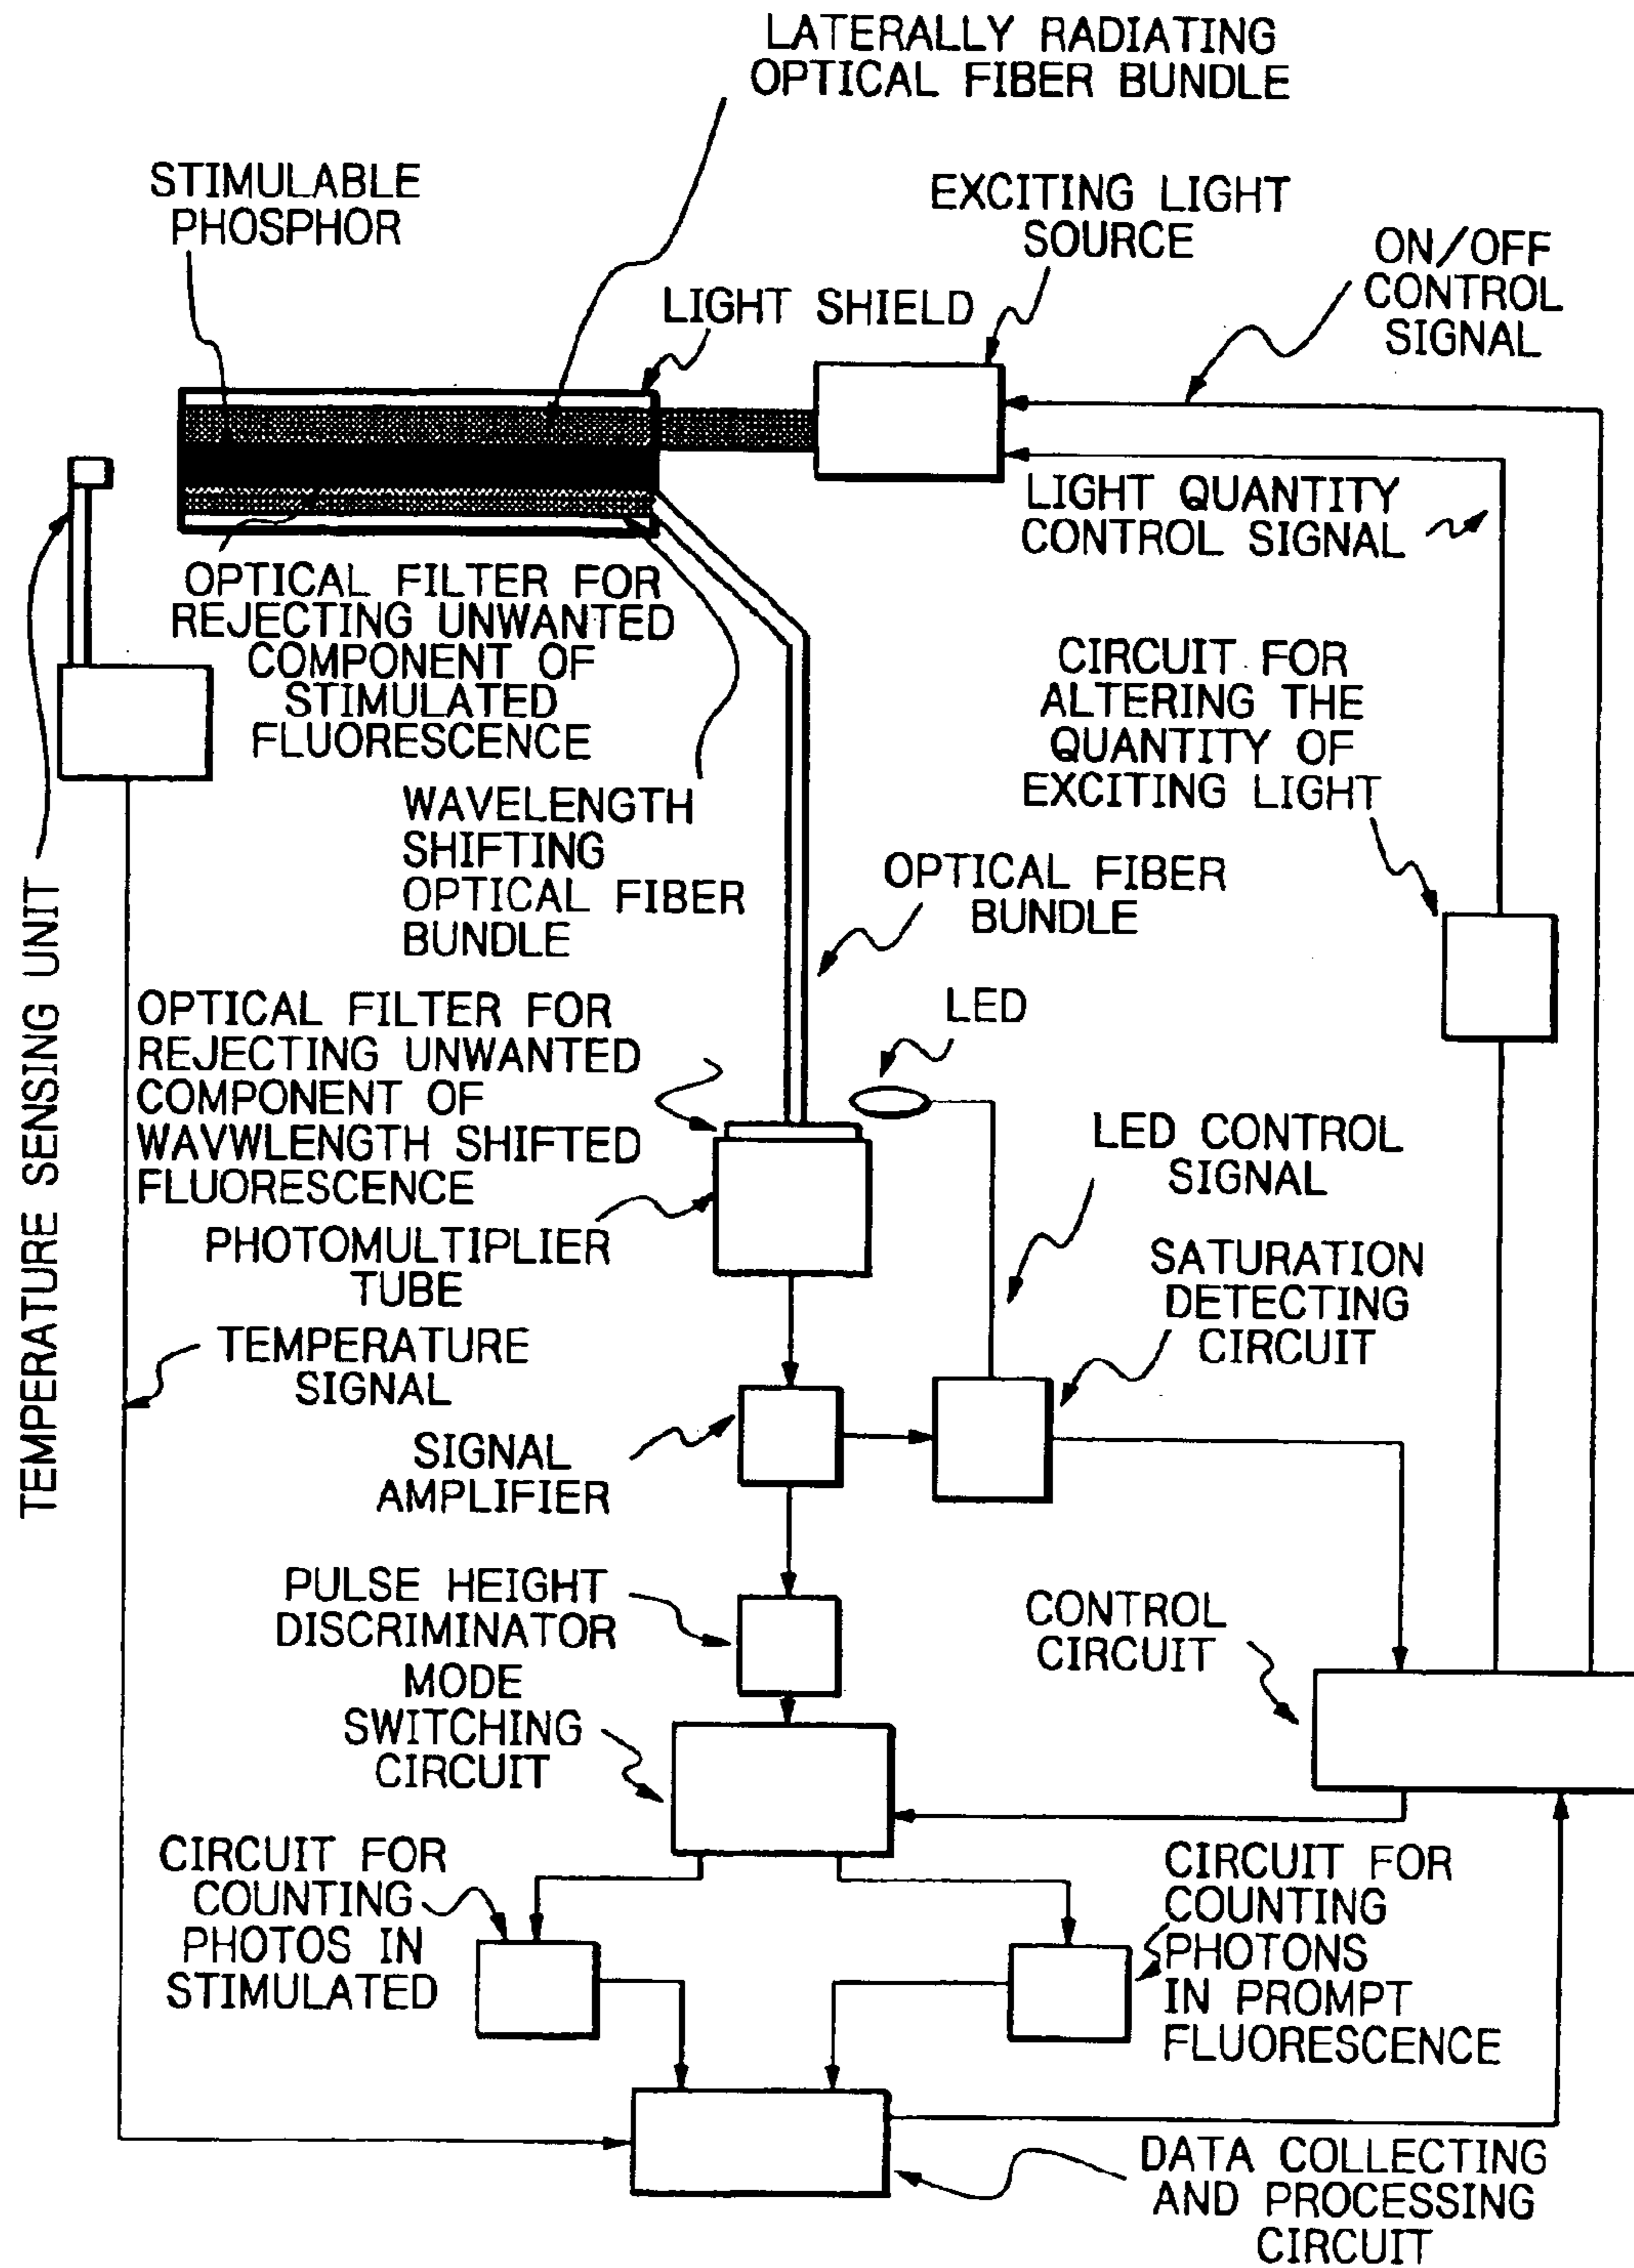 LATERALLY RADIATING
OPTICAL FIBER BUNDLE
STIMULABLE
PHOSPHOR
EXCITING LIGHT
SOURCE
ON/OFF
CONTROL
SIGNAL
LIGHT SHIELD
LIGHT QUANTITY
CONTROL SIGNAL
OPTICAL FILTER FOR
REJECTING UNWANTED
COMPONENT OF
STIMULATED
FLUORESCENCE
CIRCUIT FOR
ALTERING THE
QUANTITY OF
EXCITING LIGHT
WAVELENGTH
SHIFTING
OPTICAL FIBER
BUNDLE
OPTICAL FIBER
BUNDLE
TEMPERATURE SENSING UNIT
OPTICAL FILTER FOR
REJECTING UNWANTED
COMPONENT OF
WAVWLENGTH SHIFTED
FLUORESCENCE
LED
LED CONTROL
SIGNAL
PHOTOMULTIPLIER
TUBE
SATURATION
DETECTING
CIRCUIT
TEMPERATURE
SIGNAL
SIGNAL
AMPLIFIER
PULSE HEIGHT
DISCRIMINATOR
CONTROL
CIRCUIT
MODE
SWITCHING
CIRCUIT
CIRCUIT FOR
COUNTING
PHOTOS IN
STIMULATED
CIRCUIT FOR
COUNTING
PHOTONS
IN PROMPT
FLUORESCENCE
DATA COLLECTING
AND PROCESSING
CIRCUIT